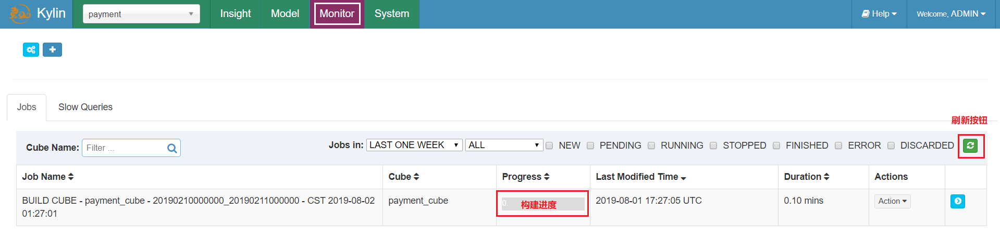 Kylin payment Insight Model Monitor System Help Welcome, ADMIN
Jobs Slow Queries
刷新按钮
Cube Name: Filter ... Jobs in: LAST ONE WEEK ALL NEW PENDING RUNNING STOPPED FINISHED ERROR DISCARDED
Job Name Cube Progress Last Modified Time Duration Actions
BUILD CUBE - payment_cube - 20190210000000_20190211000000 - CST 2019-08-02 payment_cube 0. 构建进度 2019-08-01 17:27:05 UTC 0.10 mins Action
01:27:01